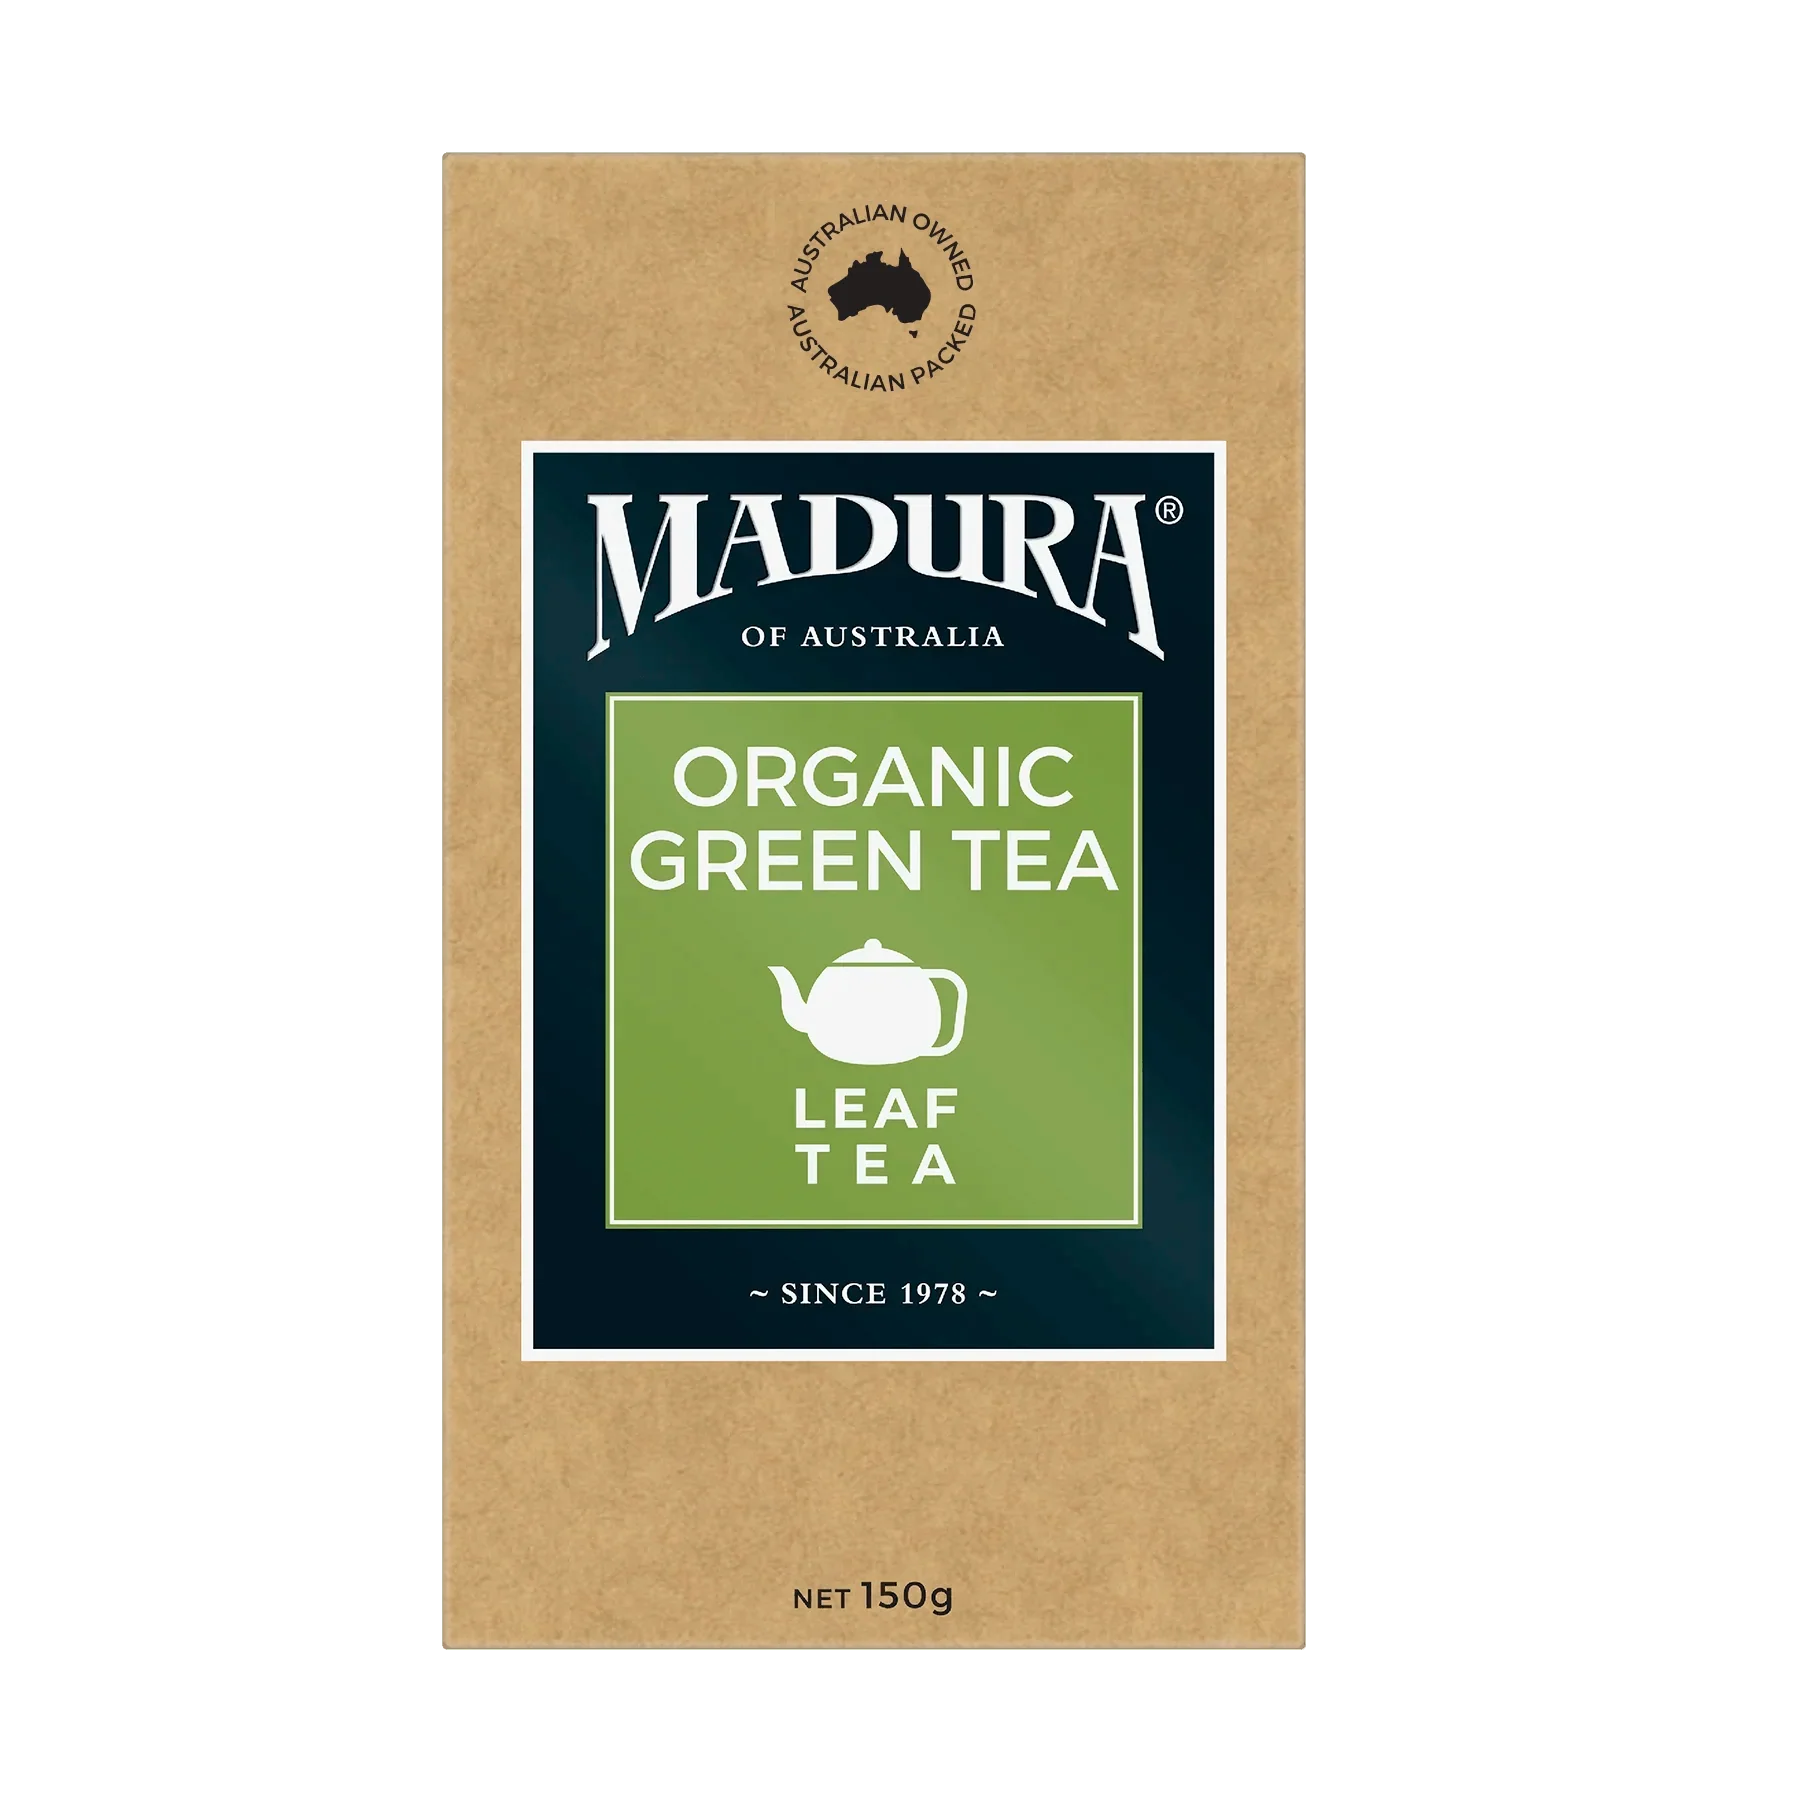 AUSTRALIAN OWNED
AUSTRALIAN PACKED
MADURA®
OF AUSTRALIA
ORGANIC
GREEN TEA
LEAF
TEA
~ SINCE 1978 ~
NET 150g